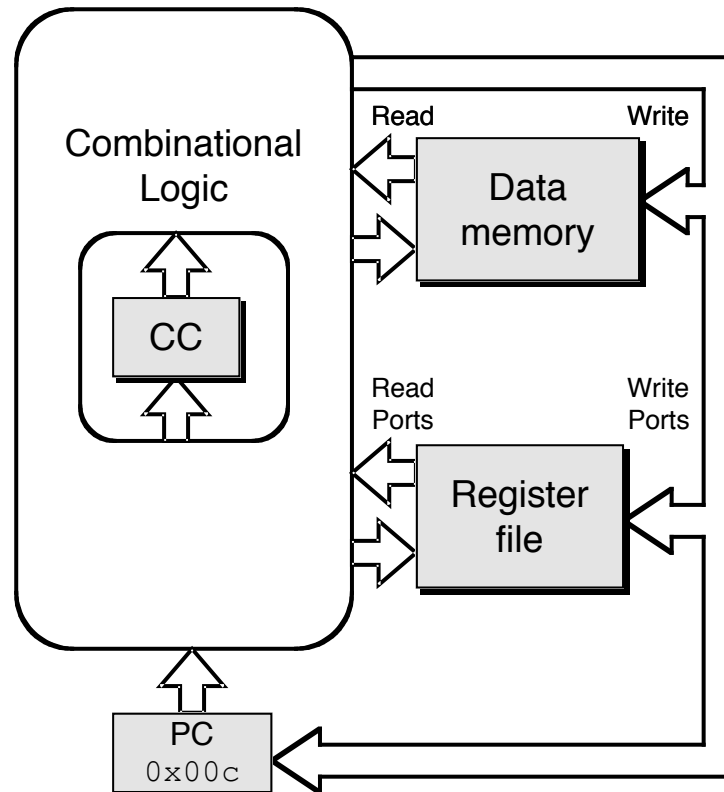 Combinational
Logic
CC
Read
Write
Data
memory
Read
Ports
Write
Ports
Register
file
PC
0x00c